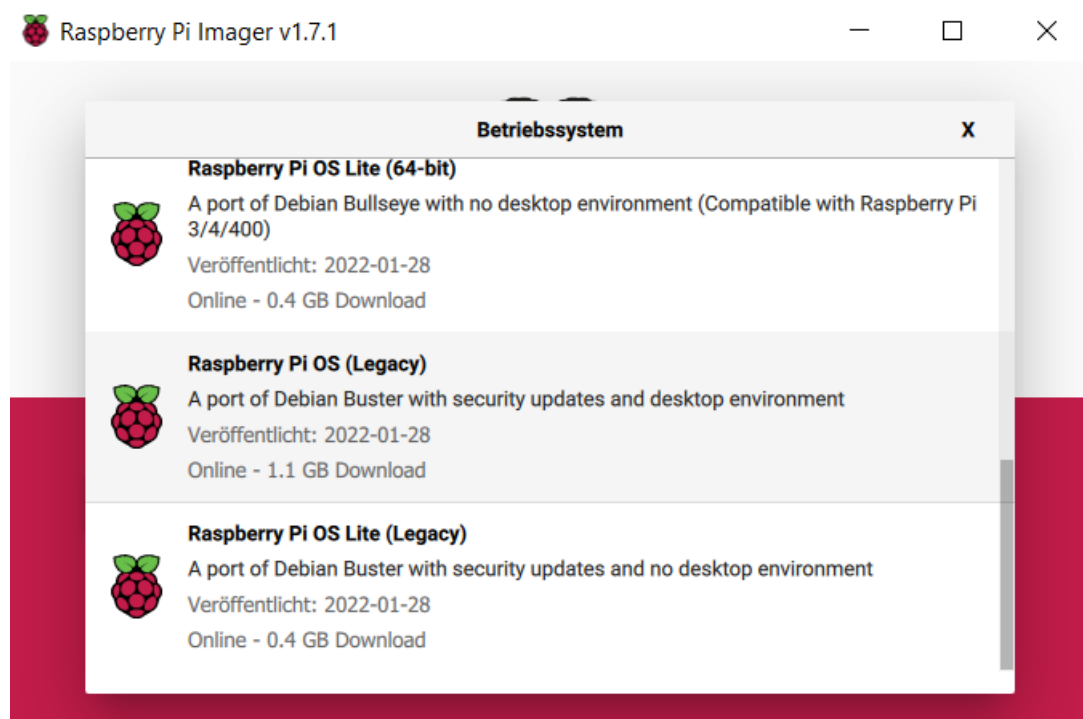 Raspberry Pi Imager v1.7.1
Betriebssystem
X
Raspberry Pi OS Lite (64-bit)
A port of Debian Bullseye with no desktop environment (Compatible with Raspberry Pi
3/4/400)
Veröffentlicht: 2022-01-28
Online - 0.4 GB Download
Raspberry Pi OS (Legacy)
A port of Debian Buster with security updates and desktop environment
Veröffentlicht: 2022-01-28
Online - 1.1 GB Download
Raspberry Pi OS Lite (Legacy)
A port of Debian Buster with security updates and no desktop environment
Veröffentlicht: 2022-01-28
Online - 0.4 GB Download